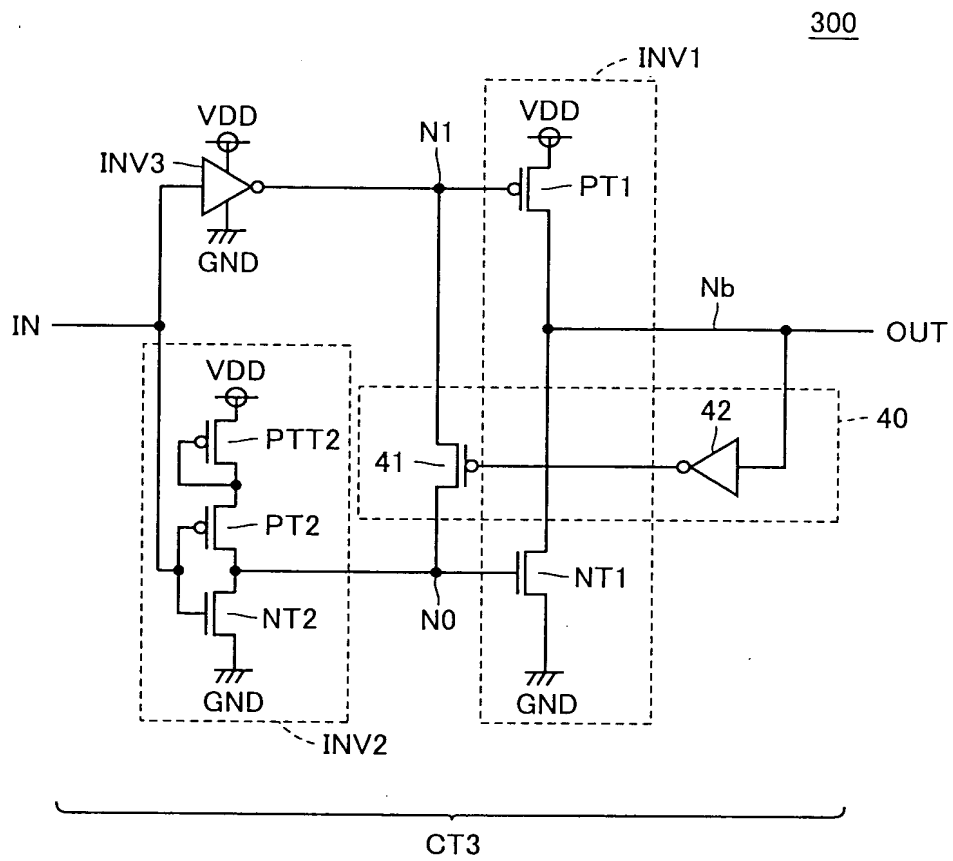 300
INV1
VDD
VDD
N1
INV3
PT1
GND
Nb
IN
OUT
VDD
42
40
PTT2
41
PT2
NT1
NT2
N0
GND
GND
INV2
CT3